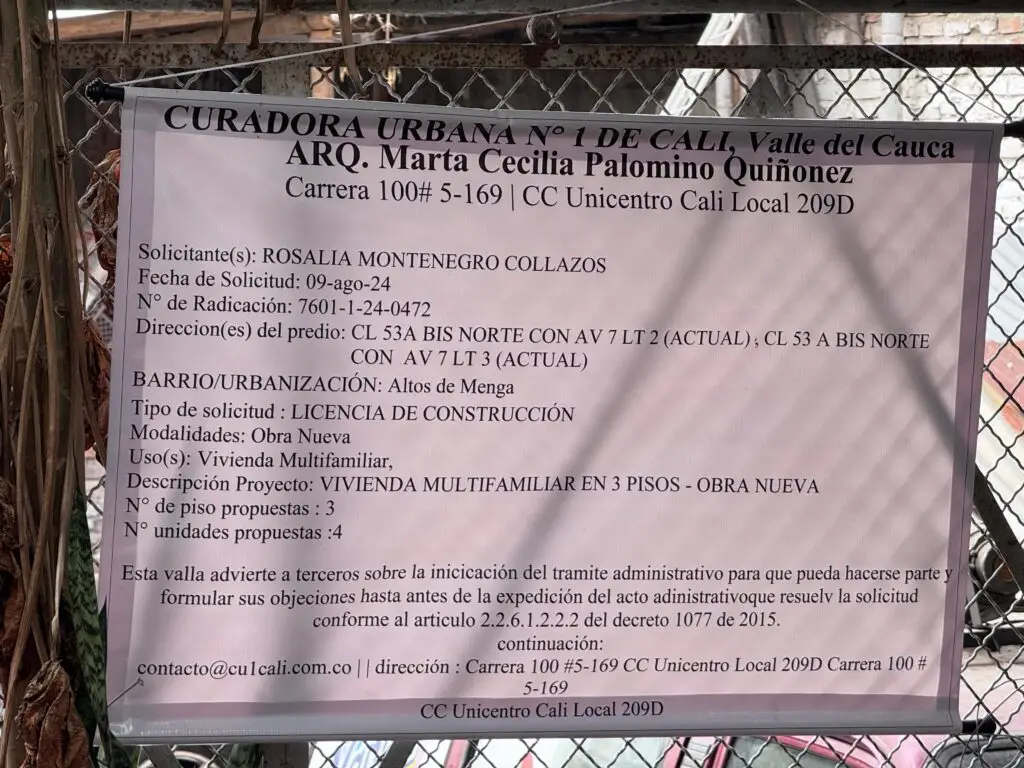 CURADORA URBANA N° 1 DE CALI, Valle del Cauca
ARQ. Marta Cecilia Palomino Quiñonez
Carrera 100# 5-169 | CC Unicentro Cali Local 209D
Solicitante(s): ROSALIA MONTENEGRO COLLAZOS
Fecha de Solicitud: 09-ago-24
N° de Radicación: 7601-1-24-0472
Direccion(es) del predio: CL 53A BIS NORTE CON AV 7 LT 2 (ACTUAL) ; CL 53 A BIS NORTE
CON AV 7 LT 3 (ACTUAL)
BARRIO/URBANIZACIÓN: Altos de Menga
Tipo de solicitud : LICENCIA DE CONSTRUCCIÓN
Modalidades: Obra Nueva
Uso(s): Vivienda Multifamiliar,
Descripción Proyecto: VIVIENDA MULTIFAMILIAR EN 3 PISOS - OBRA NUEVA
N° de piso propuestas : 3
N° unidades propuestas :4
Esta valla advierte a terceros sobre la inicicación del tramite administrativo para que pueda hacerse parte y
formular sus objeciones hasta antes de la expedición del acto adinistrativoque resuelv la solicitud
conforme al articulo 2.2.6.1.2.2.2 del decreto 1077 de 2015.
continuación:
contacto@cu1cali.com.co | | dirección : Carrera 100 #5-169 CC Unicentro Local 209D Carrera 100 #
5-169
CC Unicentro Cali Local 209D